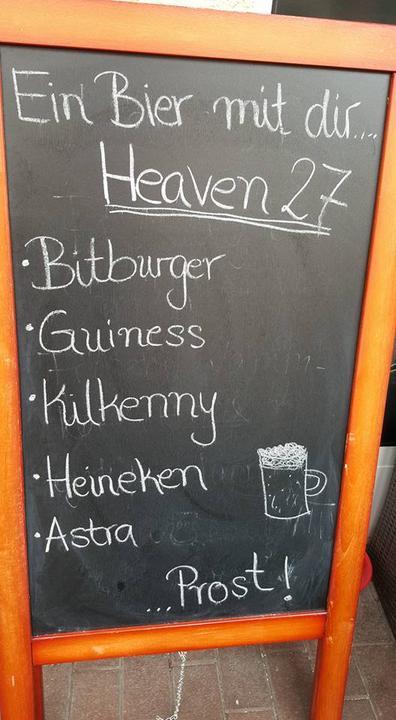 Ein Bier mit dir....
Heaven 27
• Bitburger
• Guiness
• Kilkenny
• Heineken
• Astra
...Prost!